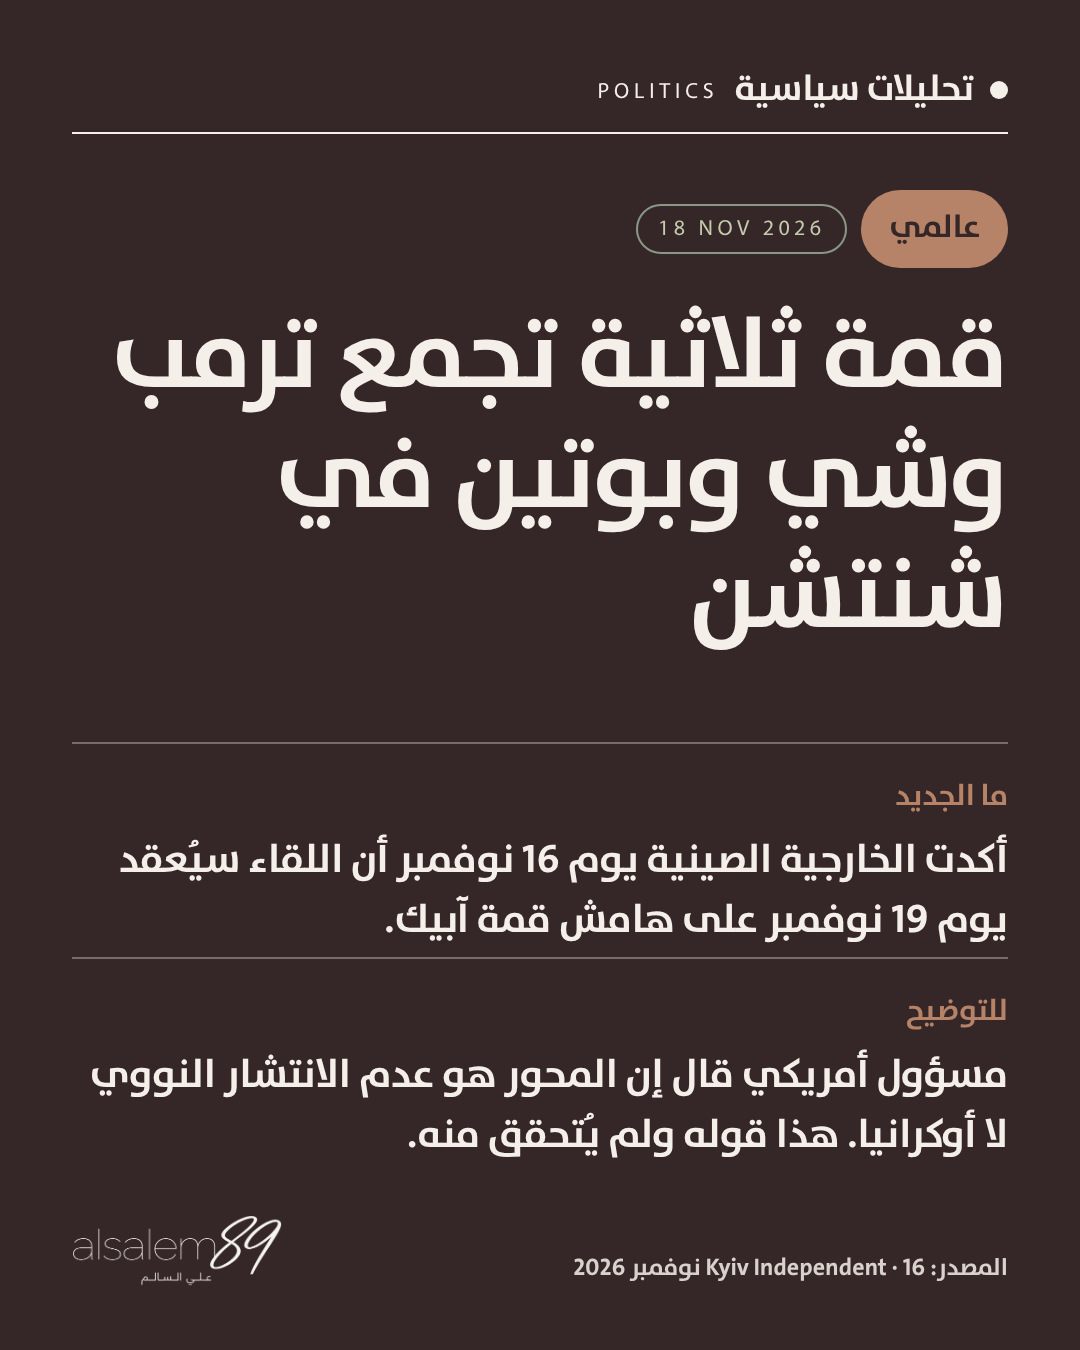 تحليلات سياسية POLITICS
عالمي 18 NOV 2026
قمة ثلاثية تجمع ترمب
وشي وبوتين في
شنتشن
ما الجديد
أكدت الخارجية الصينية يوم 16 نوفمبر أن اللقاء سيُعقد
يوم 19 نوفمبر على هامش قمة آبيك.
للتوضيح
مسؤول أمريكي قال إن المحور هو عدم الانتشار النووي
لا أوكرانيا. هذا قوله ولم يُتحقق منه.
المصدر: Kyiv Independent · 16 نوفمبر 2026
alsalem89
علي السالم